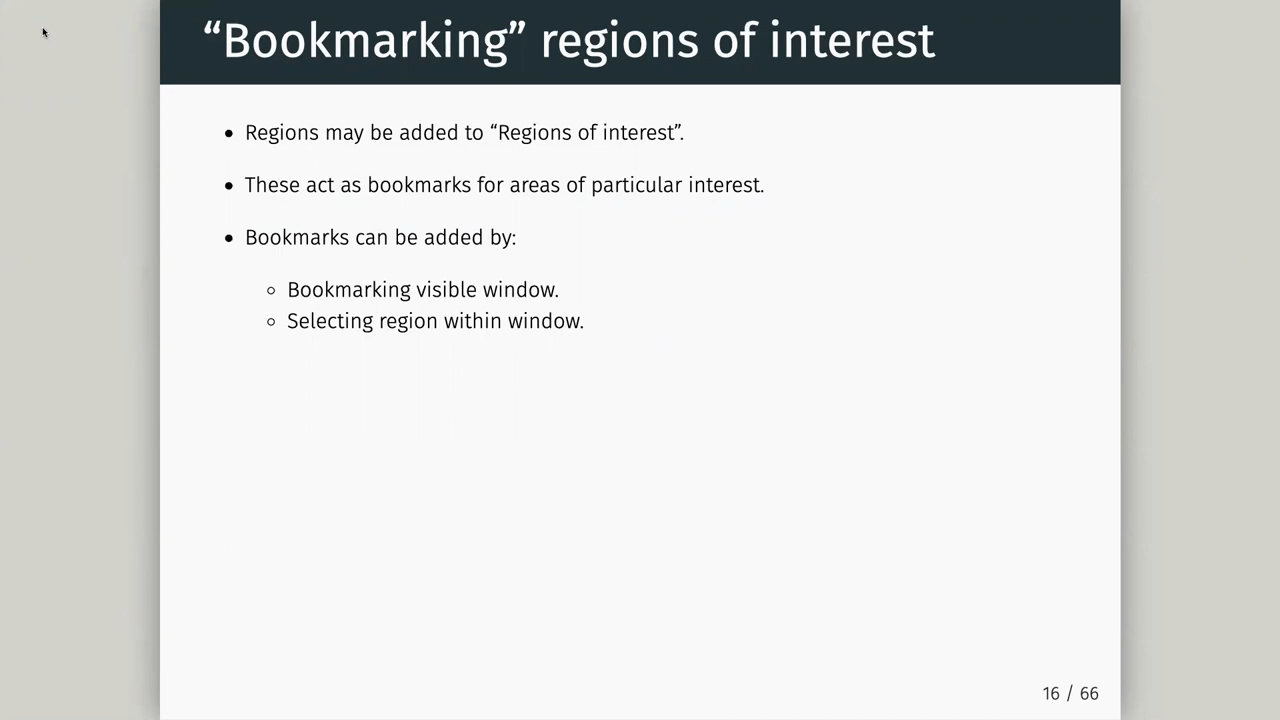 “Bookmarking” regions of interest
• Regions may be added to “Regions of interest”.
• These act as bookmarks for areas of particular interest.
• Bookmarks can be added by:
◦ Bookmarking visible window.
◦ Selecting region within window.
16 / 66